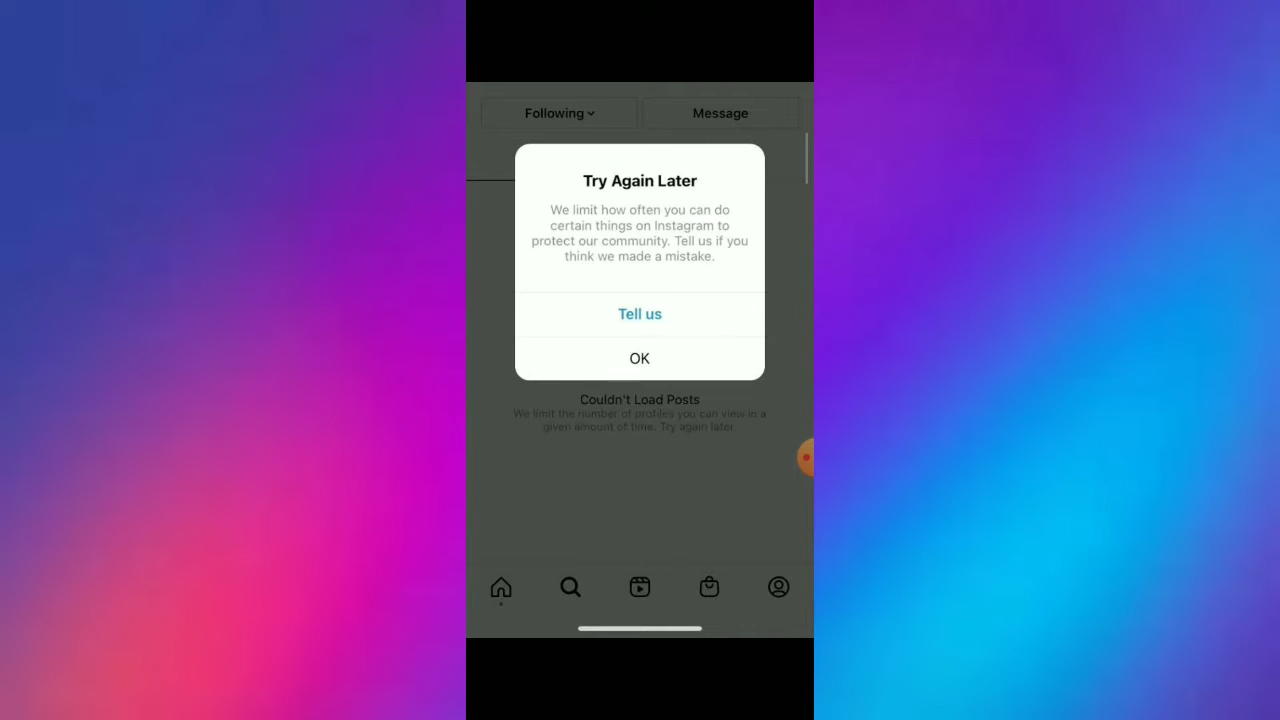 Following
Message
Try Again Later
We limit how often you can do
certain things on Instagram to
protect our community. Tell us if you
think we made a mistake.
Tell us
OK
Couldn't Load Posts
We limit the number of profiles you can view in a
given amount of time. Try again later.